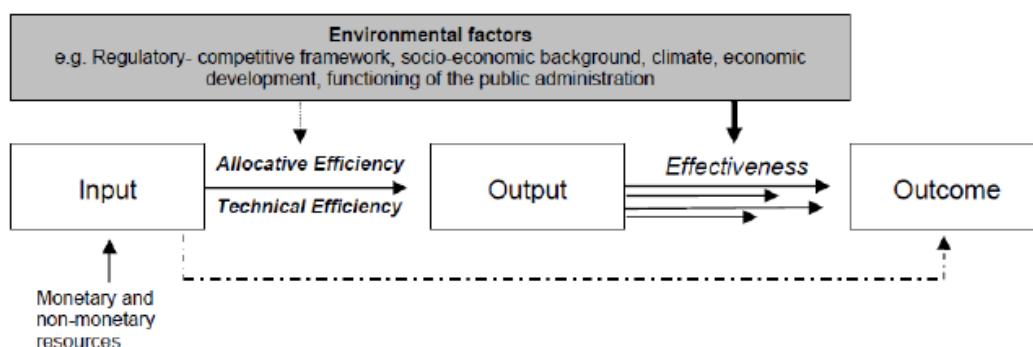 Environmental factors
e.g. Regulatory- competitive framework, socio-economic background, climate, economic
development, functioning of the public administration
Allocative Efficiency
Effectiveness
Input
Output
Outcome
Technical Efficiency
Monetary and
non-monetary
resources